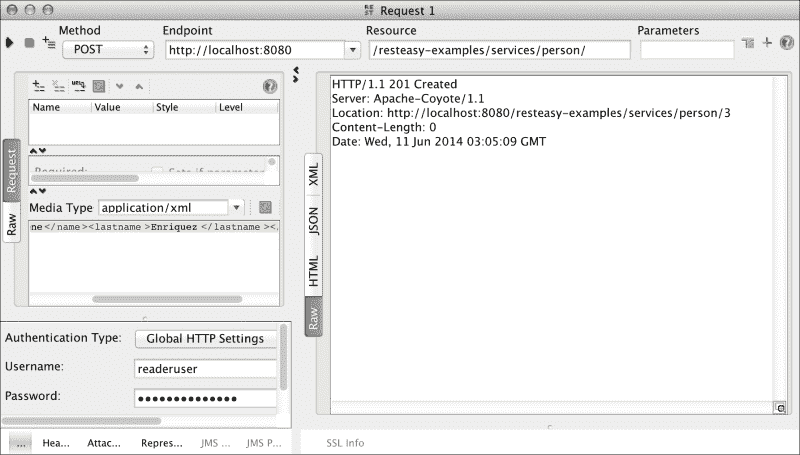 REST Request 1
Method Endpoint Resource Parameters
POST http://localhost:8080 /resteasy-examples/services/person/
Name Value Style Level
Required:
Request
Raw
Media Type application/xml
ne</name><lastname>Enriquez</lastname></
Authentication Type: Global HTTP Settings
Username: readeruser
Password: ••••••••••••••
... Hea... Attac... Repres... JMS ... JMS P...
XML
JSON
HTML
Raw
HTTP/1.1 201 Created
Server: Apache-Coyote/1.1
Location: http://localhost:8080/resteasy-examples/services/person/3
Content-Length: 0
Date: Wed, 11 Jun 2014 03:05:09 GMT
SSL Info